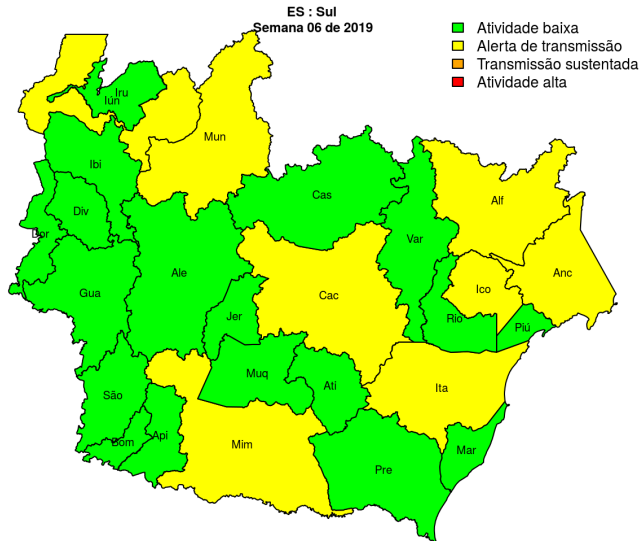 ES : Sul
Semana 06 de 2019
Atividade baixa
Alerta de transmissão
Transmissão sustentada
Atividade alta
Iru
Iún
Mun
Ibi
Cas
Alf
Div
Dor
Var
Anc
Ale
Gua
Cac
Ico
Jer
Rio
Piú
Muq
Ati
Ita
São
Api
Bom
Mim
Mar
Pre